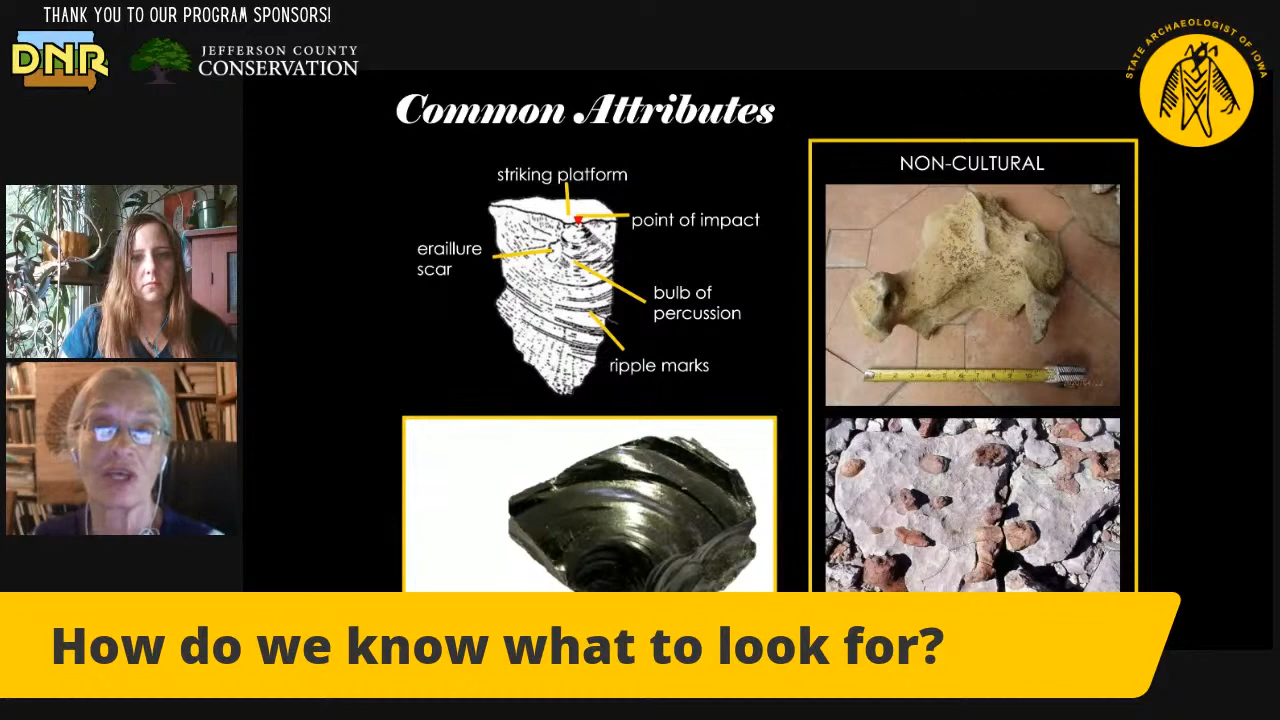 THANK YOU TO OUR PROGRAM SPONSORS!
DNR
JEFFERSON COUNTY
CONSERVATION
STATE ARCHAEOLOGIST OF IOWA
Common Attributes
striking platform
point of impact
eraillure
scar
bulb of
percussion
ripple marks
NON-CULTURAL
How do we know what to look for?